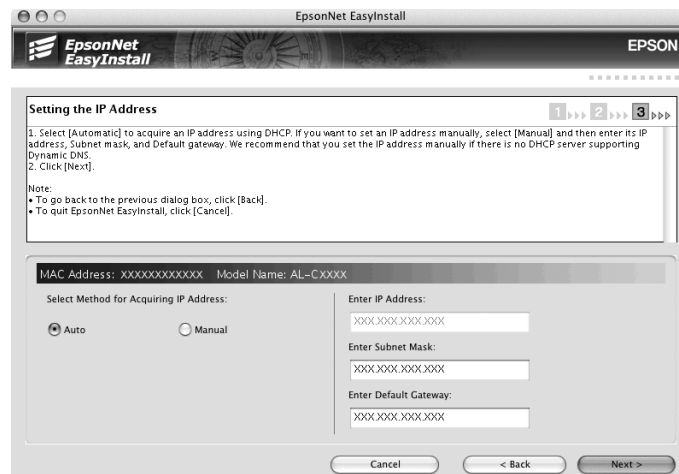 EpsonNet EasyInstall
EpsonNet
EasyInstall
EPSON
Setting the IP Address
1 2 3
1. Select [Automatic] to acquire an IP address using DHCP. If you want to set an IP address manually, select [Manual] and then enter its IP
address, Subnet mask, and Default gateway. We recommend that you set the IP address manually if there is no DHCP server supporting
Dynamic DNS.
2. Click [Next].
Note:
• To go back to the previous dialog box, click [Back].
• To quit EpsonNet EasyInstall, click [Cancel].
MAC Address: XXXXXXXXXXXX Model Name: AL-CXXXX
Select Method for Acquiring IP Address:
Auto
Manual
Enter IP Address:
XXX.XXX.XXX.XXX
Enter Subnet Mask:
XXX.XXX.XXX.XXX
Enter Default Gateway:
XXX.XXX.XXX.XXX
Cancel
< Back
Next >